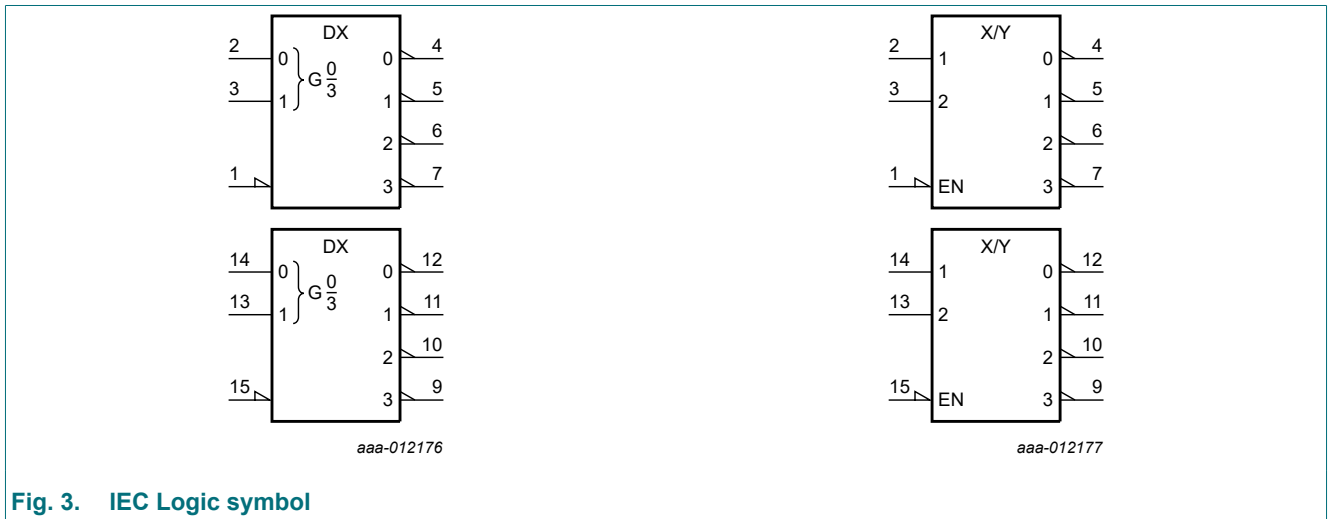 DX
2 0 0 4
G 0/3
3 1 1 5
2 6
1 3 7
DX
14 0 0 12
G 0/3
13 1 1 11
2 10
15 3 9
aaa-012176
X/Y
2 1 0 4
3 2 1 5
2 6
1 EN 3 7
X/Y
14 1 0 12
13 2 1 11
2 10
15 EN 3 9
aaa-012177
Fig. 3. IEC Logic symbol